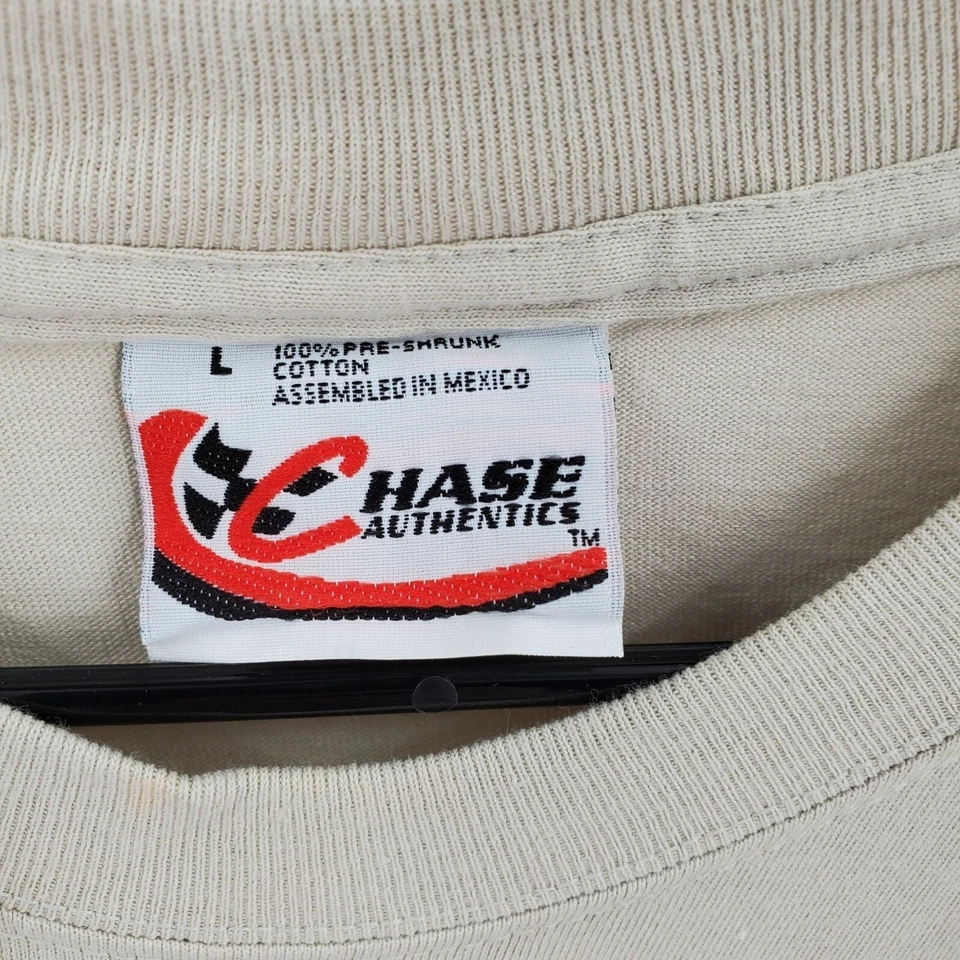 L
100% PRE-SHRUNK
COTTON
ASSEMBLED IN MEXICO
CHASE
AUTHENTICS
TM